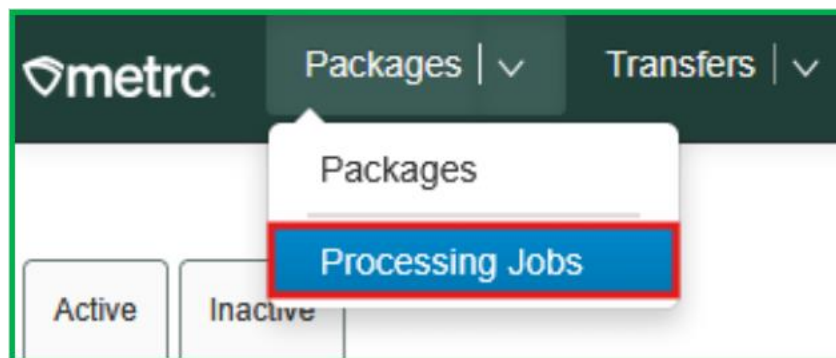 metrc. Packages Transfers
Packages
Processing Jobs
Active Inactive